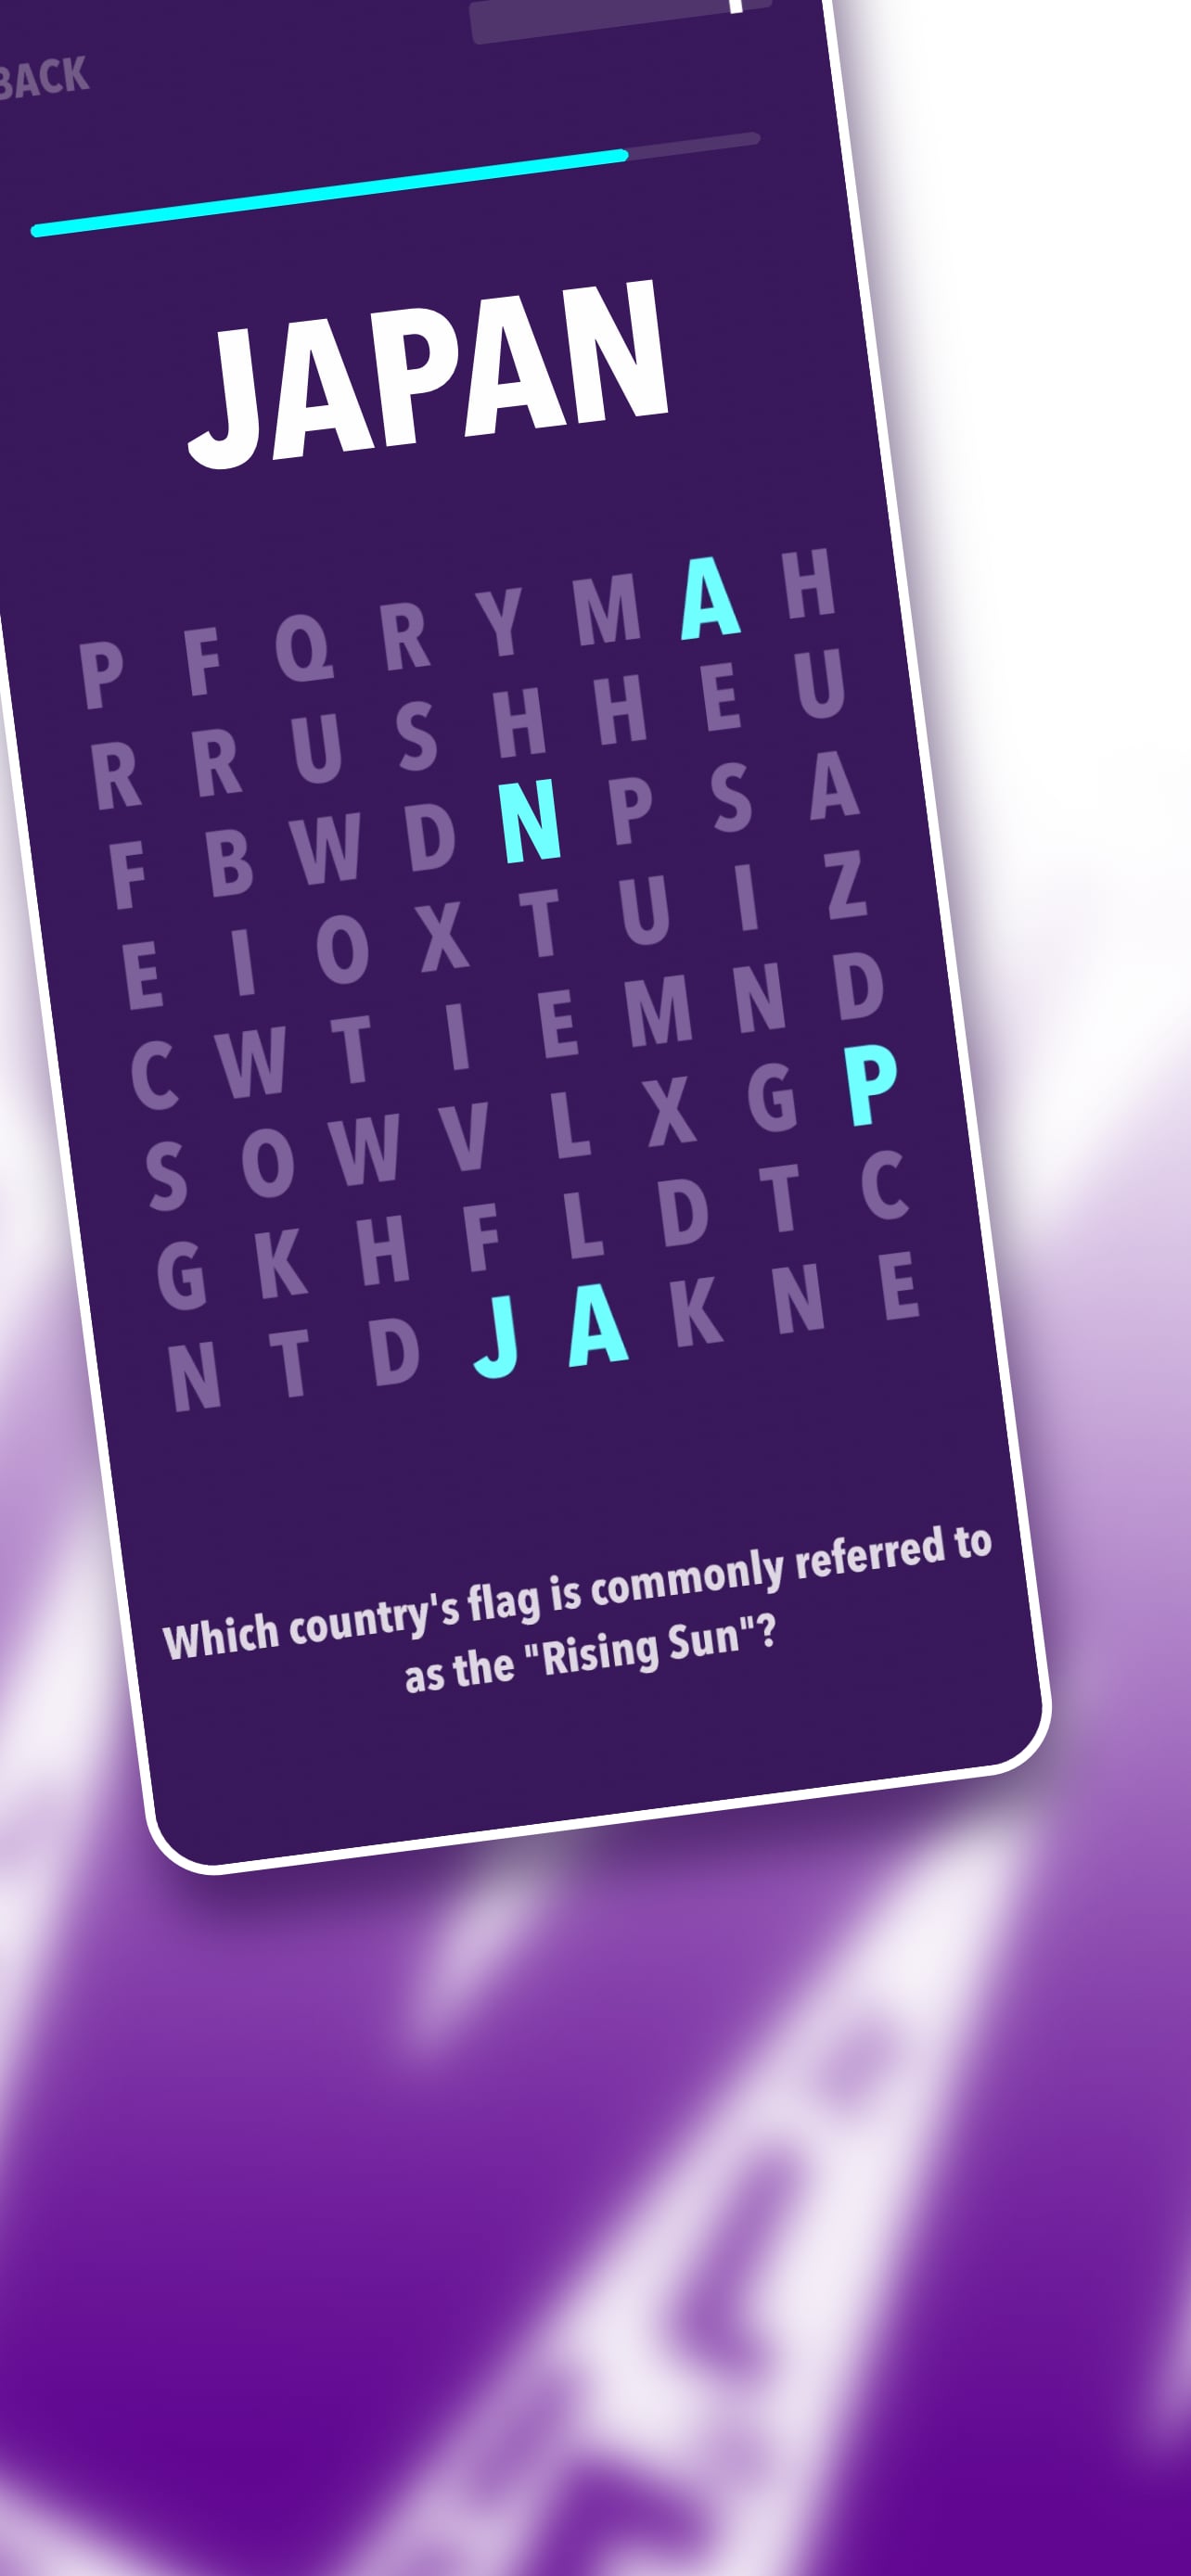 BACK
JAPAN
P F Q R Y M A H
R R U S H H E U
F B W D N P S A
E I O X T U I Z
C W T I E M N D
S O W V L X G P
G K H F L D T C
N T D J A K N E
Which country's flag is commonly referred to
as the "Rising Sun"?